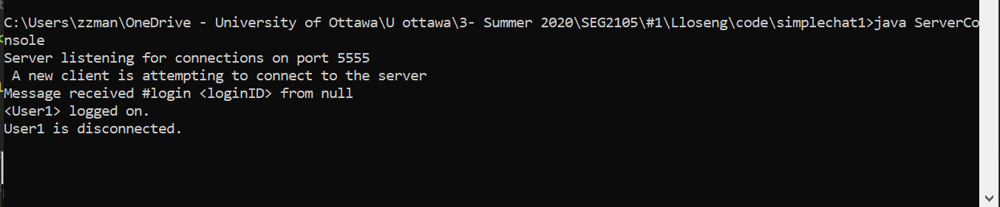 C:\Users\zzman\OneDrive - University of Ottawa\U ottawa\3- Summer 2020\SEG2105\#1\Lloseng\code\simplechat1>java ServerCo
nsole
Server listening for connections on port 5555
 A new client is attempting to connect to the server
Message received #login <loginID> from null
<User1> logged on.
User1 is disconnected.